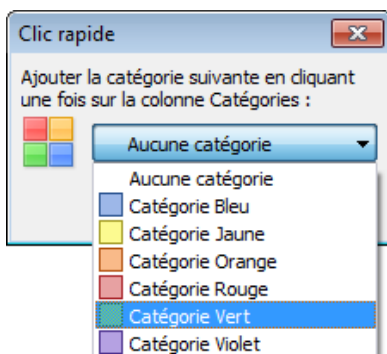 Clic rapide
Ajouter la catégorie suivante en cliquant
une fois sur la colonne Catégories :
Aucune catégorie
Aucune catégorie
Catégorie Bleu
Catégorie Jaune
Catégorie Orange
Catégorie Rouge
Catégorie Vert
Catégorie Violet